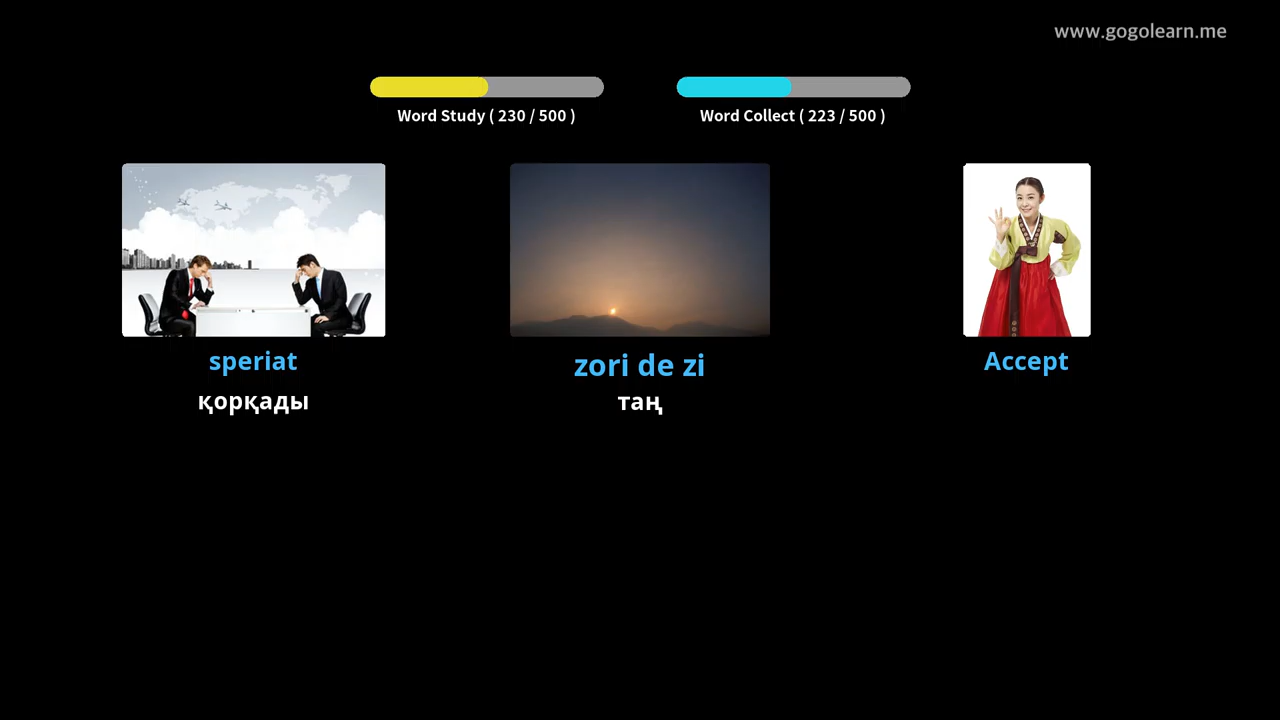 www.gogolearn.me
Word Study ( 230 / 500 )
Word Collect ( 223 / 500 )
speriat
қорқады
zori de zi
таң
Accept